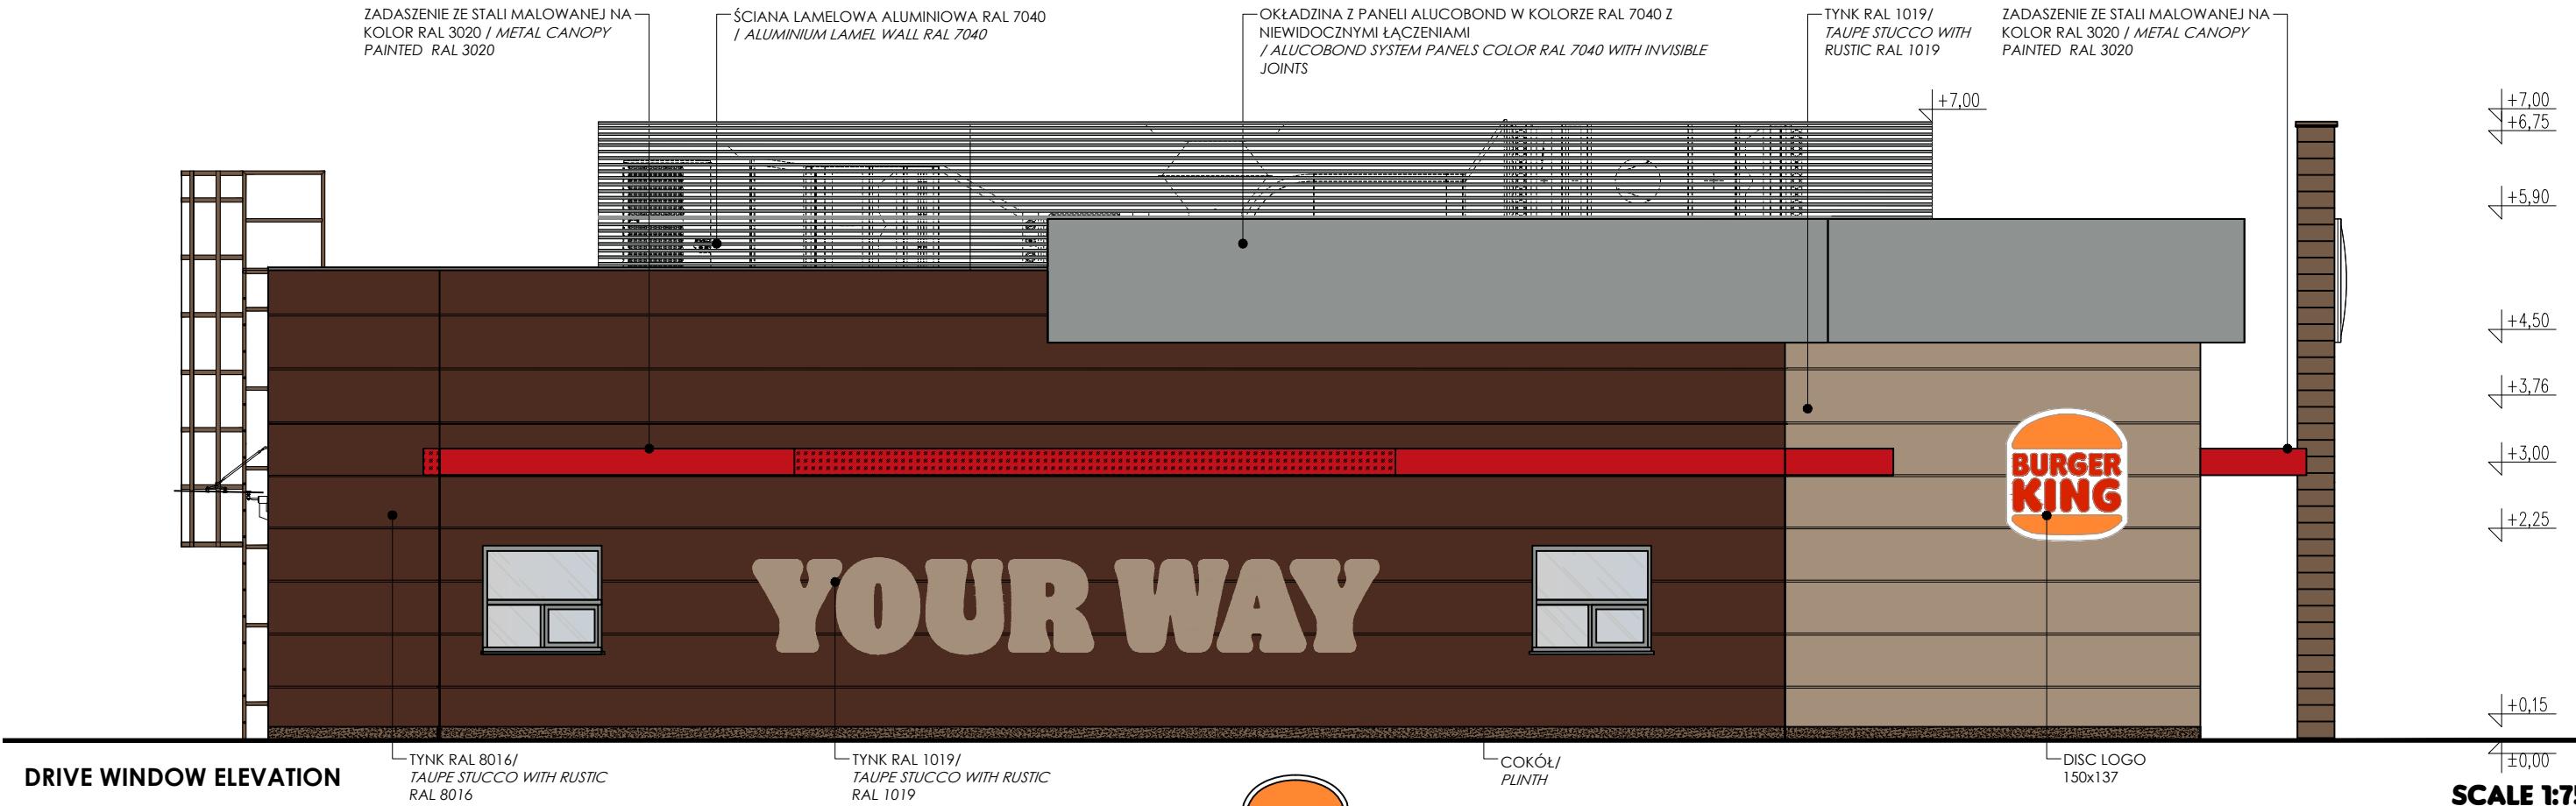 ZADASZENIE ZE STALI MALOWANEJ NA
KOLOR RAL 3020 / METAL CANOPY
PAINTED RAL 3020
ŚCIANA LAMELOWA ALUMINIOWA RAL 7040
/ ALUMINIUM LAMEL WALL RAL 7040
OKŁADZINA Z PANELI ALUCOBOND W KOLORZE RAL 7040 Z
NIEWIDOCZNYMI ŁĄCZENIAMI
/ ALUCOBOND SYSTEM PANELS COLOR RAL 7040 WITH INVISIBLE
JOINTS
TYNK RAL 1019/
TAUPE STUCCO WITH
RUSTIC RAL 1019
ZADASZENIE ZE STALI MALOWANEJ NA
KOLOR RAL 3020 / METAL CANOPY
PAINTED RAL 3020
+7,00
+7,00
+6,75
+5,90
+4,50
+3,76
+3,00
+2,25
+0,15
±0,00
BURGER
KING
YOUR WAY
DRIVE WINDOW ELEVATION
TYNK RAL 8016/
TAUPE STUCCO WITH RUSTIC
RAL 8016
TYNK RAL 1019/
TAUPE STUCCO WITH RUSTIC
RAL 1019
COKÓŁ/
PLINTH
DISC LOGO
150x137
SCALE